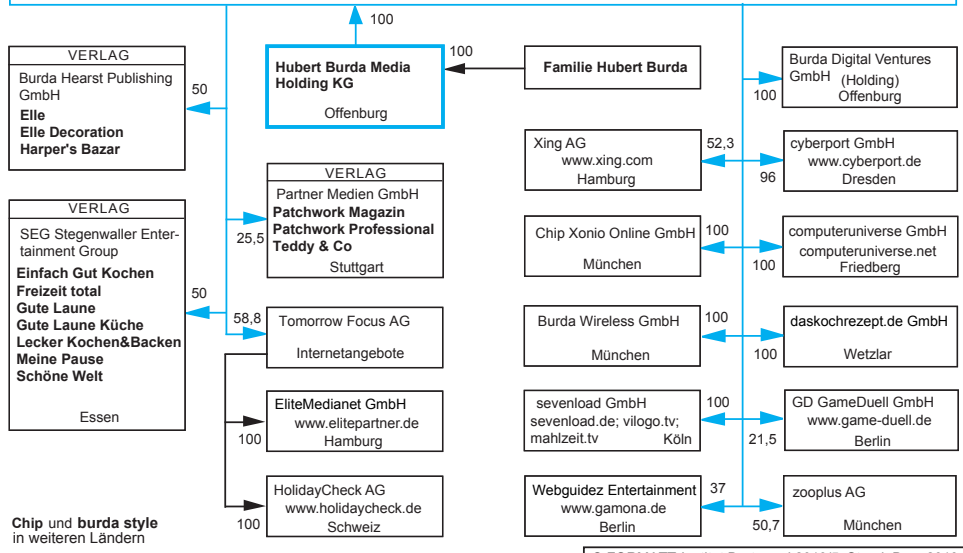 100
VERLAG
Burda Hearst Publishing
GmbH
Elle
Elle Decoration
Harper's Bazar
50
Hubert Burda Media
Holding KG
Offenburg
100
Familie Hubert Burda
Burda Digital Ventures
GmbH (Holding)
Offenburg
100
VERLAG
Partner Medien GmbH
Patchwork Magazin
Patchwork Professional
Teddy & Co
Stuttgart
25,5
Xing AG
www.xing.com
Hamburg
52,3
cyberport GmbH
www.cyberport.de
Dresden
96
VERLAG
SEG Stegenwaller Enter-
tainment Group
Einfach Gut Kochen
Freizeit total
Gute Laune
Gute Laune Küche
Lecker Kochen&Backen
Meine Pause
Schöne Welt
Essen
50
Chip Xonio Online GmbH
München
100
computeruniverse GmbH
computeruniverse.net
Friedberg
100
58,8
Tomorrow Focus AG
Internetangebote
Burda Wireless GmbH
München
100
daskochrezept.de GmbH
Wetzlar
100
EliteMedianet GmbH
www.elitepartner.de
Hamburg
100
sevenload GmbH
sevenload.de; vilogo.tv;
mahlzeit.tv Köln
100
GD GameDuell GmbH
www.game-duell.de
Berlin
21,5
HolidayCheck AG
www.holidaycheck.de
Schweiz
100
Webguidez Entertainment
www.gamona.de
Berlin
37
zooplus AG
München
50,7
Chip und burda style
in weiteren Ländern